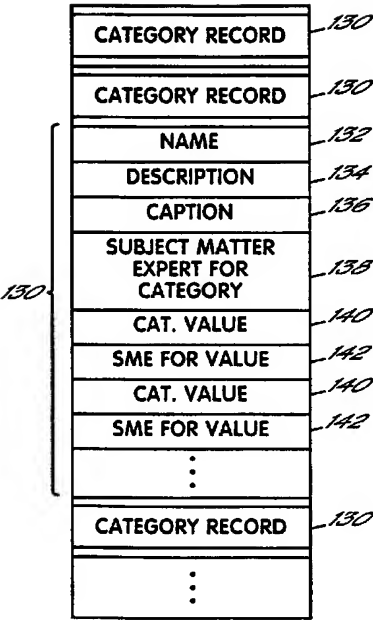 CATEGORY RECORD 130
CATEGORY RECORD 130
NAME 132
DESCRIPTION 134
CAPTION 136
SUBJECT MATTER
EXPERT FOR
CATEGORY
138
130
CAT. VALUE 140
SME FOR VALUE 142
CAT. VALUE 140
SME FOR VALUE 142
CATEGORY RECORD 130